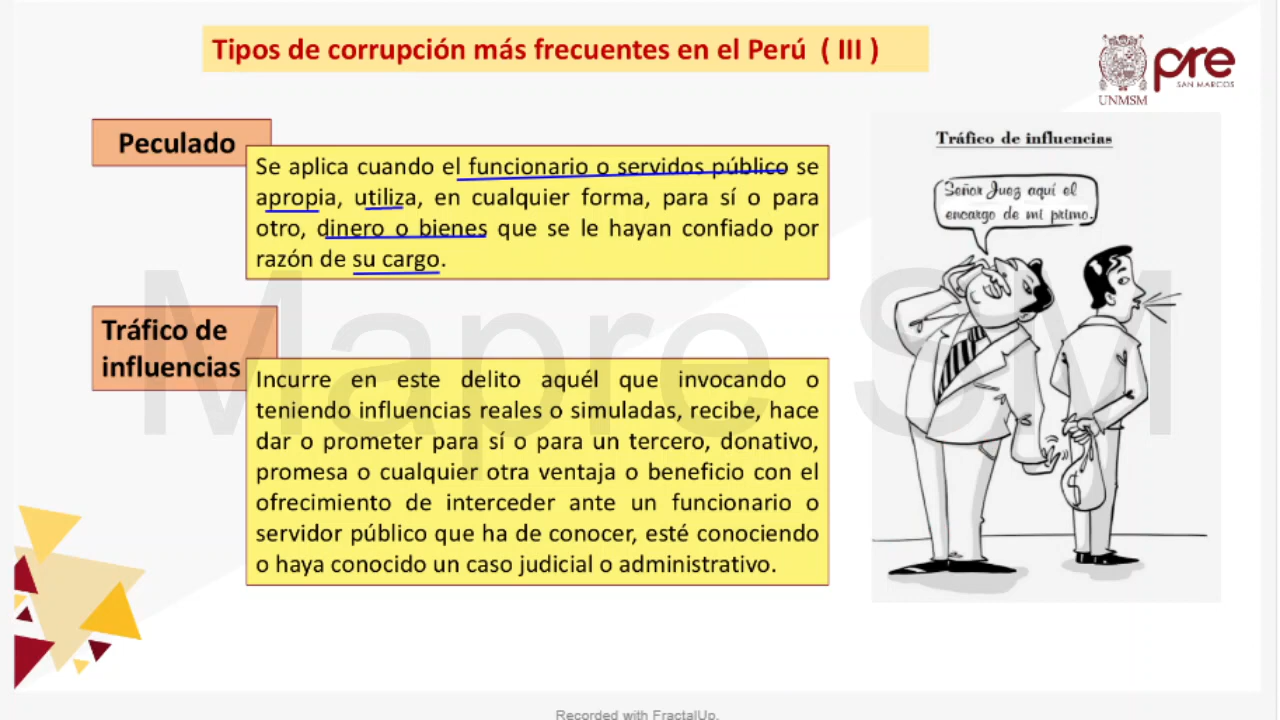 Tipos de corrupción más frecuentes en el Perú ( III )
UNMSM
pre
SAN MARCOS
Peculado
Se aplica cuando el funcionario o servidos público se
apropia, utiliza, en cualquier forma, para sí o para
otro, dinero o bienes que se le hayan confiado por
razón de su cargo.
Tráfico de
influencias
Incurre en este delito aquél que invocando o
teniendo influencias reales o simuladas, recibe, hace
dar o prometer para sí o para un tercero, donativo,
promesa o cualquier otra ventaja o beneficio con el
ofrecimiento de interceder ante un funcionario o
servidor público que ha de conocer, esté conociendo
o haya conocido un caso judicial o administrativo.
Tráfico de influencias
Señor Juez aquí el
encargo de mi primo.
Mapre SM
Recorded with FractalUp.